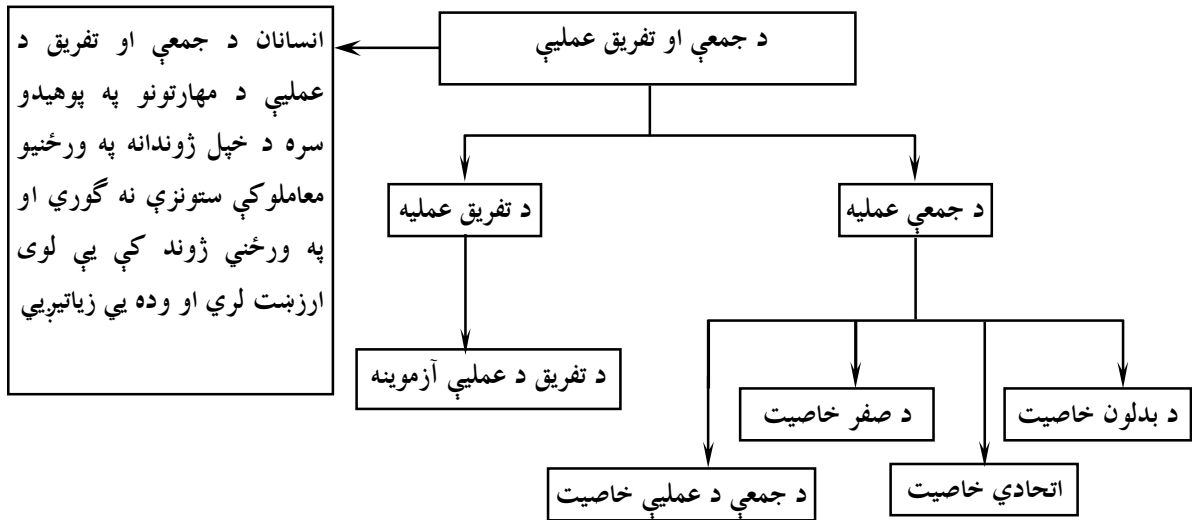 د جمعې او تفریق عملیې
انسانان د جمعې او تفریق د
عملیې د مهارتونو په پوهیدو
سره د خپل ژوندانه په ورځنیو
معاملوکې ستونزې نه گوري او
په ورځني ژوند کې یې لوی
ارزښت لري او وده یې زیاتیږیي
د جمعې عملیه
د تفریق عملیه
د بدلون خاصیت
اتحادي خاصیت
د صفر خاصیت
د جمعې د عملیې خاصیت
د تفریق د عملیې آزموینه